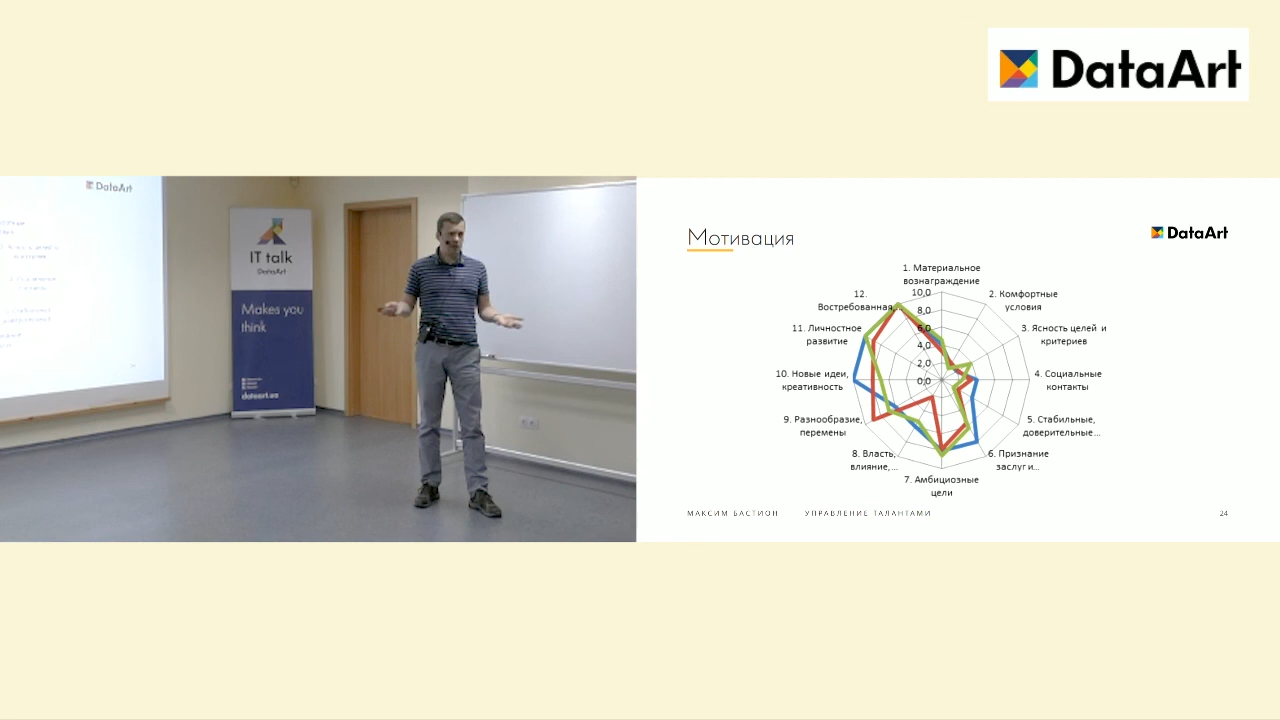 DataArt
DataArt
IT talk
DataArt
Makes you
think
dataart.ua
Мотивация
DataArt
1. Материальное
вознаграждение
2. Комфортные
условия
3. Ясность целей и
критериев
4. Социальные
контакты
5. Стабильные,
доверительные...
6. Признание
заслуг и...
7. Амбициозные
цели
8. Власть,
влияние,...
9. Разнообразие,
перемены
10. Новые идеи,
креативность
11. Личностное
развитие
12.
Востребованная,...
10,0
8,0
6,0
4,0
2,0
0,0
МАКСИМ БАСТИОН УПРАВЛЕНИЕ ТАЛАНТАМИ
24